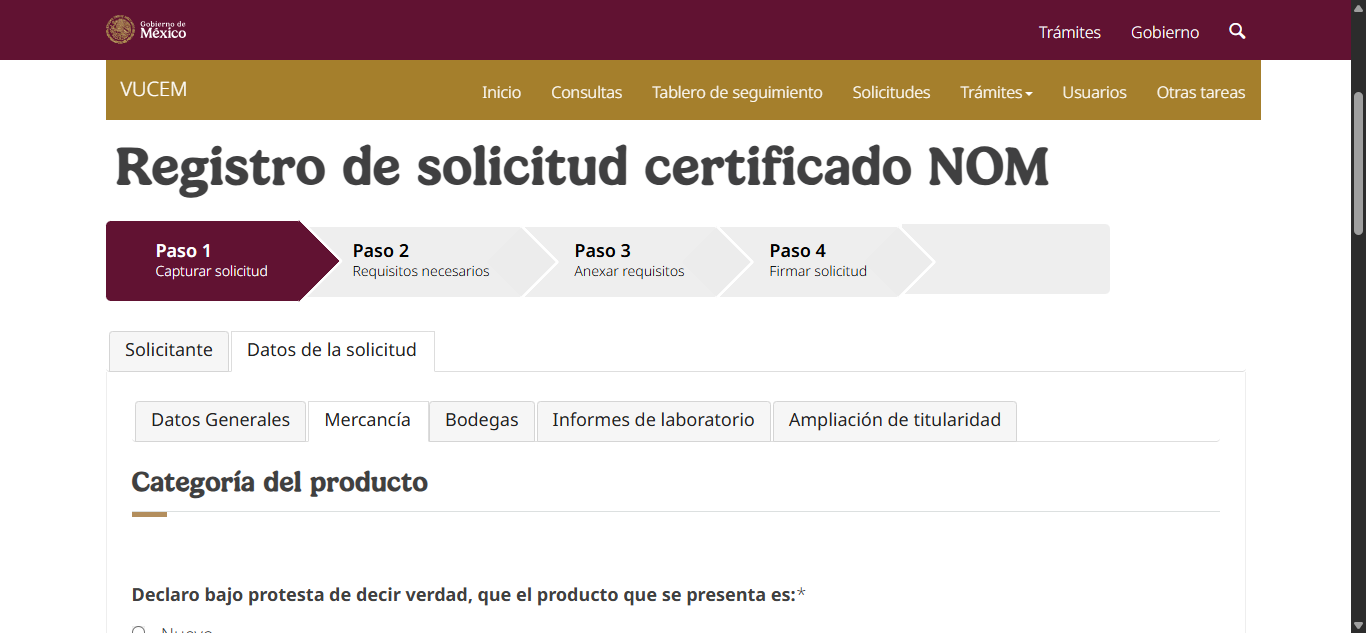 Gobierno de
México
Trámites Gobierno
VUCEM
Inicio Consultas Tablero de seguimiento Solicitudes Trámites Usuarios Otras tareas
Registro de solicitud certificado NOM
Paso 1
Capturar solicitud
Paso 2
Requisitos necesarios
Paso 3
Anexar requisitos
Paso 4
Firmar solicitud
Solicitante Datos de la solicitud
Datos Generales Mercancía Bodegas Informes de laboratorio Ampliación de titularidad
Categoría del producto
Declaro bajo protesta de decir verdad, que el producto que se presenta es:*
Nuevo